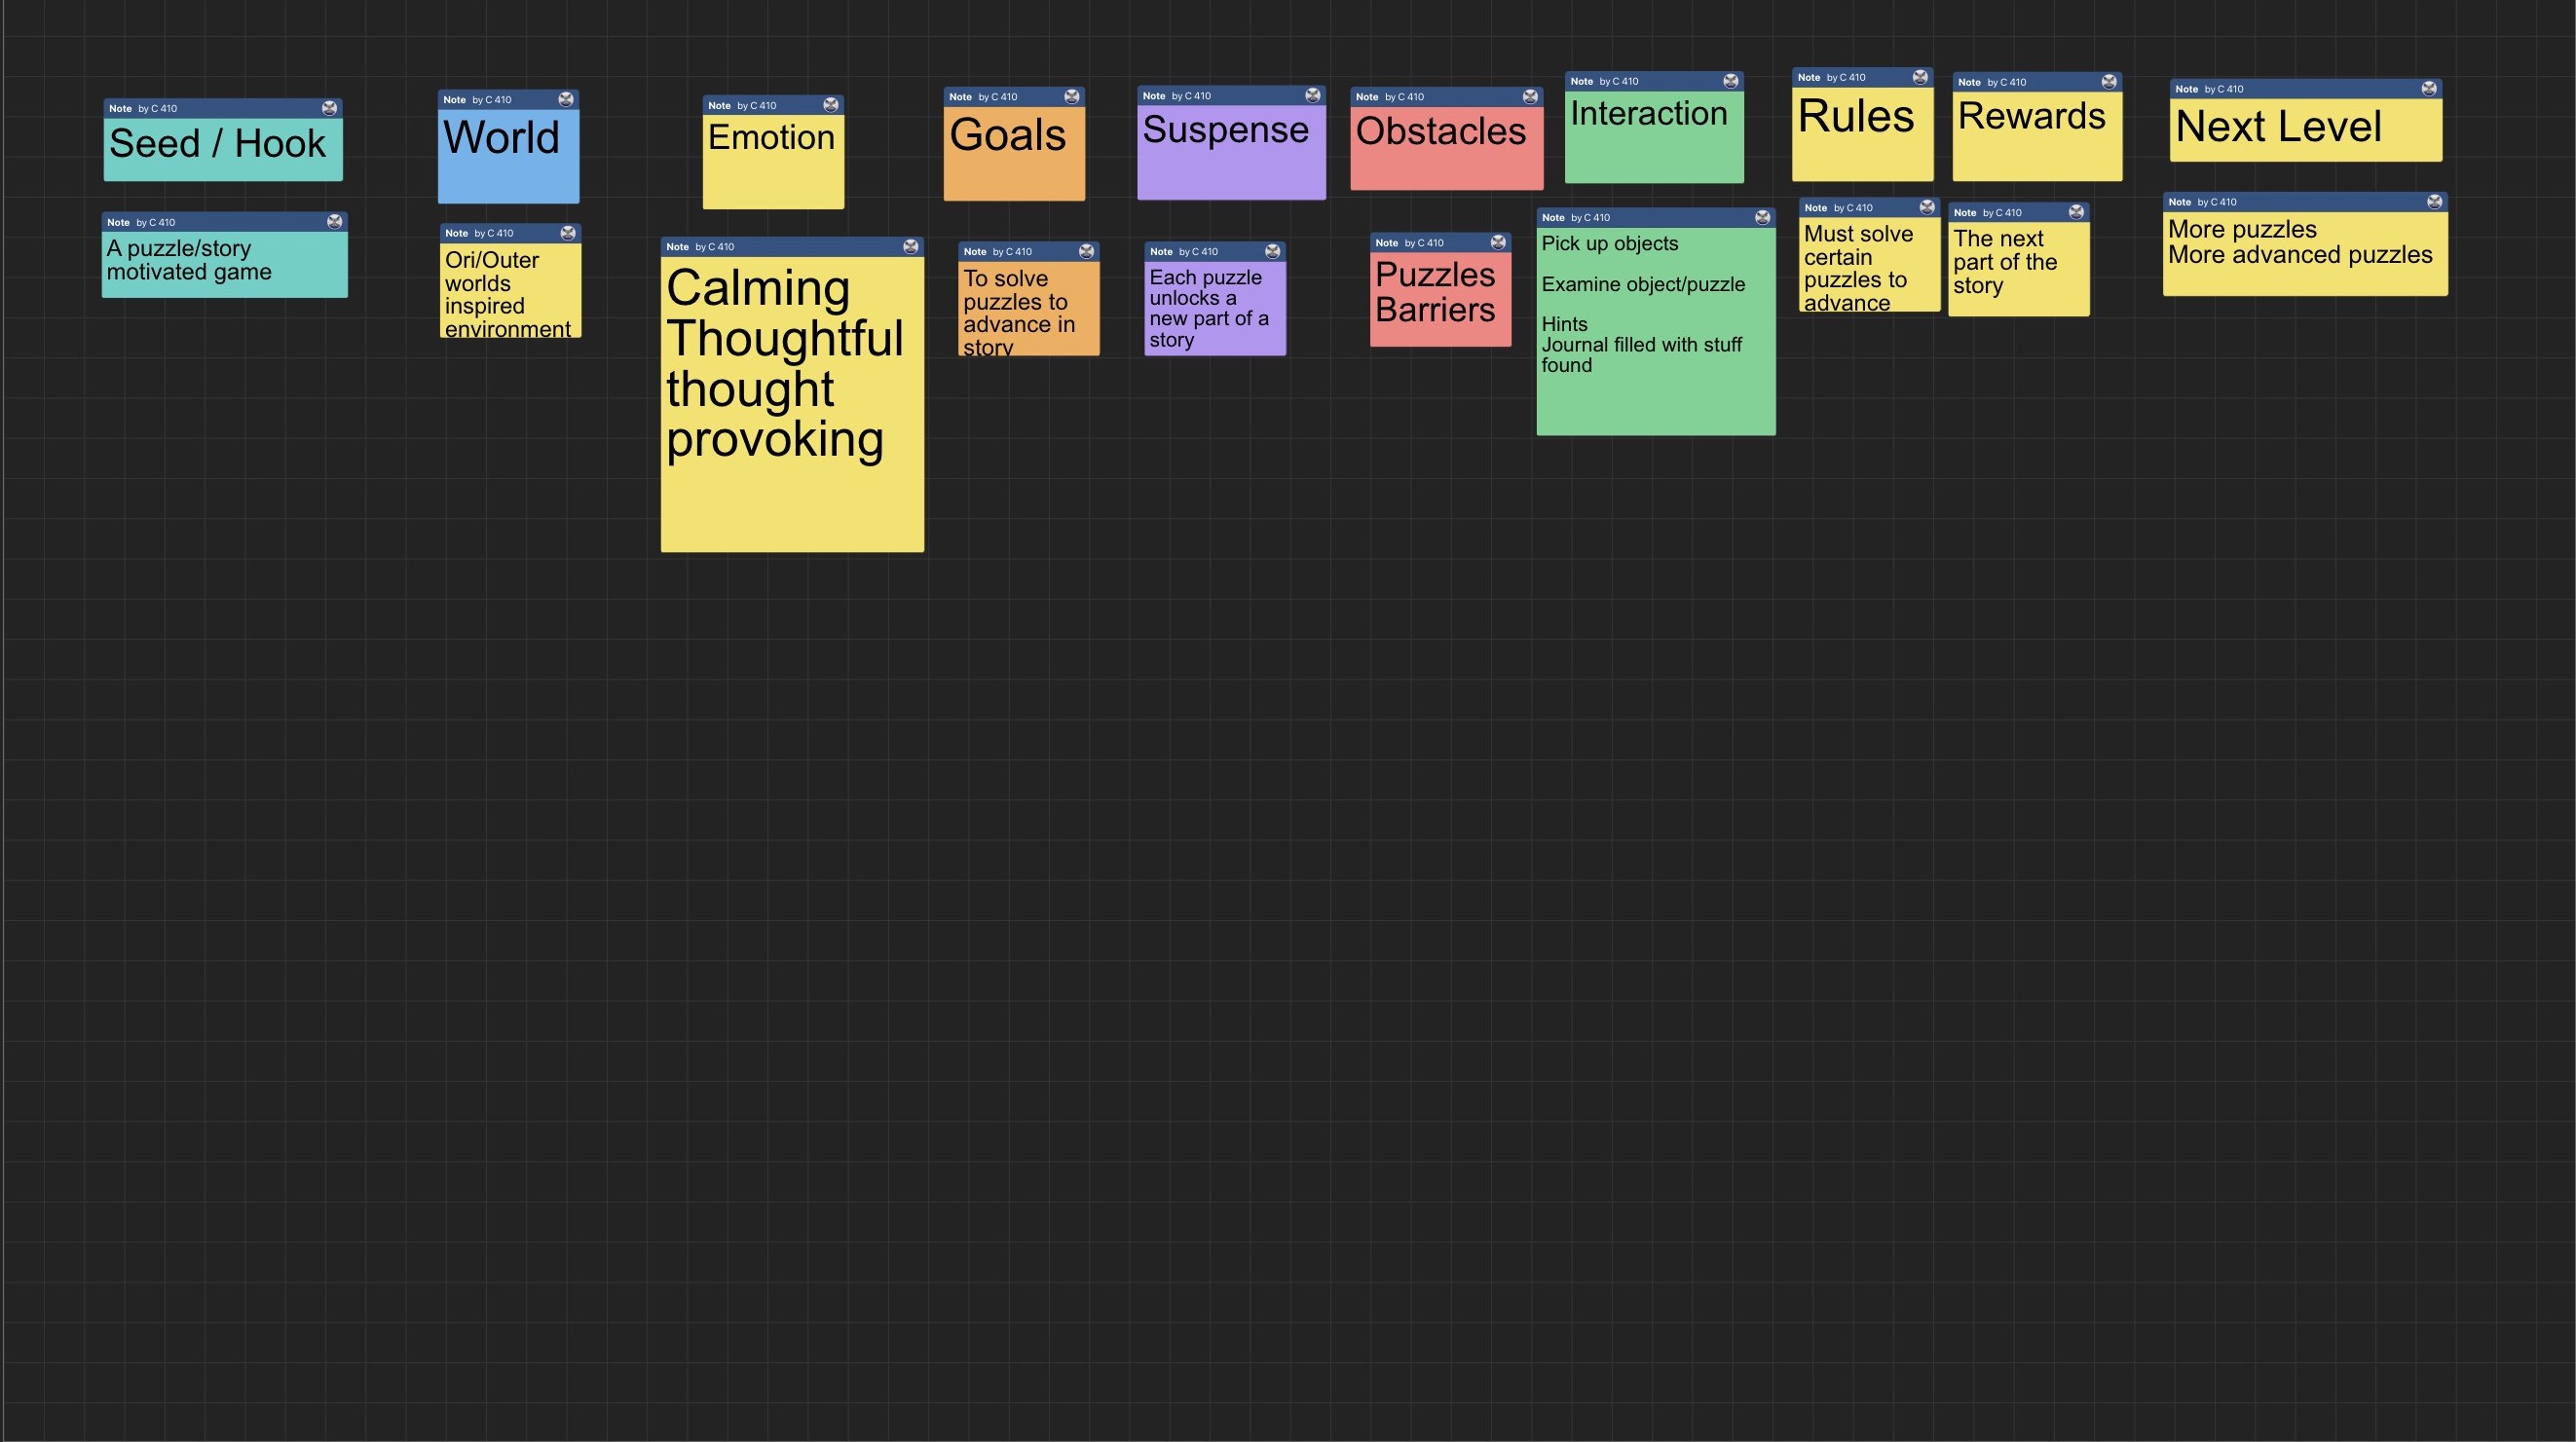 Note by C 410
Seed / Hook
Note by C 410
A puzzle/story
motivated game
Note by C 410
World
Note by C 410
Ori/Outer
worlds
inspired
environment
Note by C 410
Emotion
Note by C 410
Calming
Thoughtful
thought
provoking
Note by C 410
Goals
Note by C 410
To solve
puzzles to
advance in
story
Note by C 410
Suspense
Note by C 410
Each puzzle
unlocks a
new part of a
story
Note by C 410
Obstacles
Note by C 410
Puzzles
Barriers
Note by C 410
Interaction
Note by C 410
Pick up objects
Examine object/puzzle
Hints
Journal filled with stuff
found
Note by C 410
Rules
Note by C 410
Must solve
certain
puzzles to
advance
Note by C 410
Rewards
Note by C 410
The next
part of the
story
Note by C 410
Next Level
Note by C 410
More puzzles
More advanced puzzles